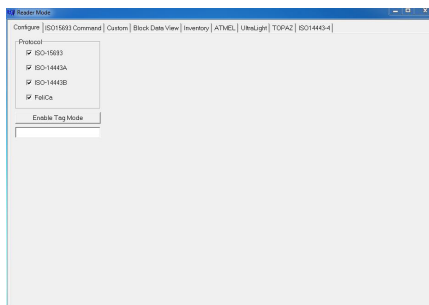 Reader Mode
Configure ISO15693 Command Custom Block Data View Inventory ATMEL UltraLight TOPAZ ISO14443-4
Protocol
ISO-15693
ISO-14443A
ISO-14443B
FeliCa
Enable Tag Mode